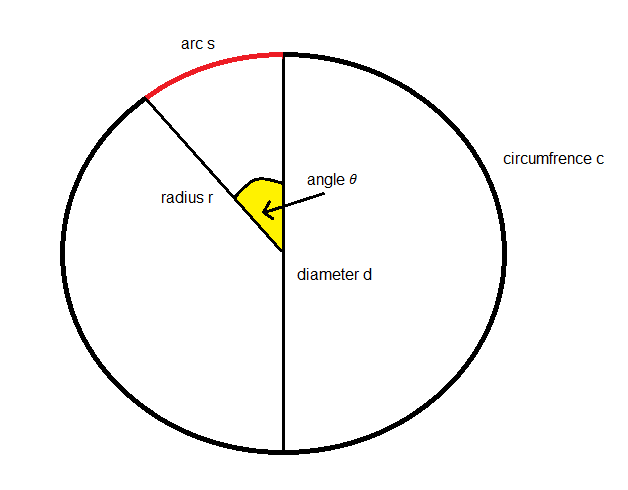 arc s
circumfrence c
angle θ
radius r
diameter d